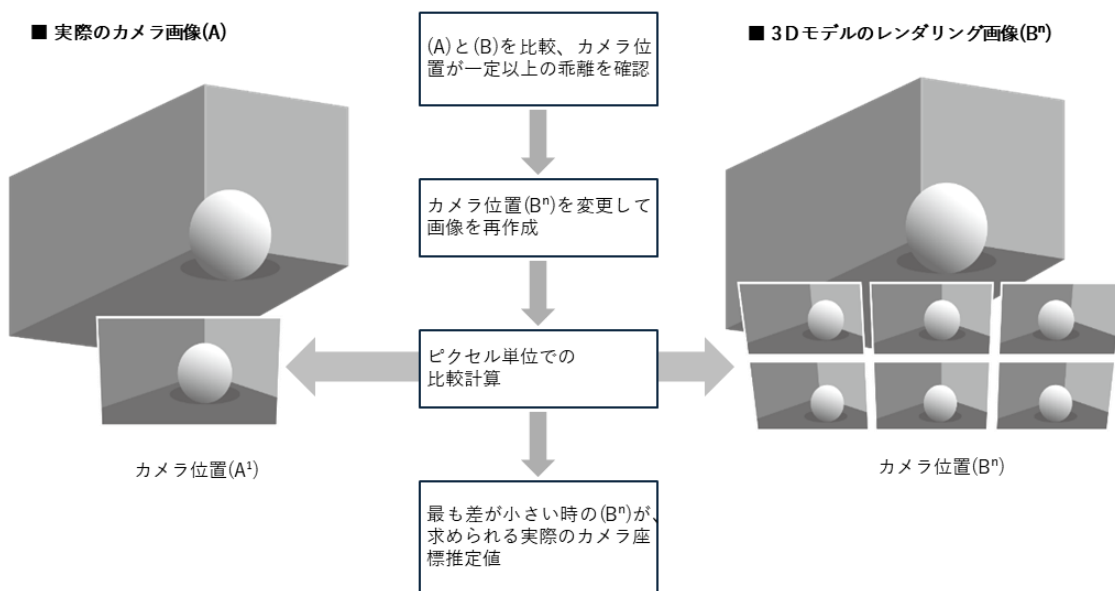 ■ 実際のカメラ画像(A)
(A)と(B)を比較、カメラ位
置が一定以上の乖離を確認
■ 3Dモデルのレンダリング画像(Bⁿ)
カメラ位置(Bⁿ)を変更して
画像を再作成
ピクセル単位での
比較計算
カメラ位置(A¹)
カメラ位置(Bⁿ)
最も差が小さい時の(Bⁿ)が、
求められる実際のカメラ座
標推定値